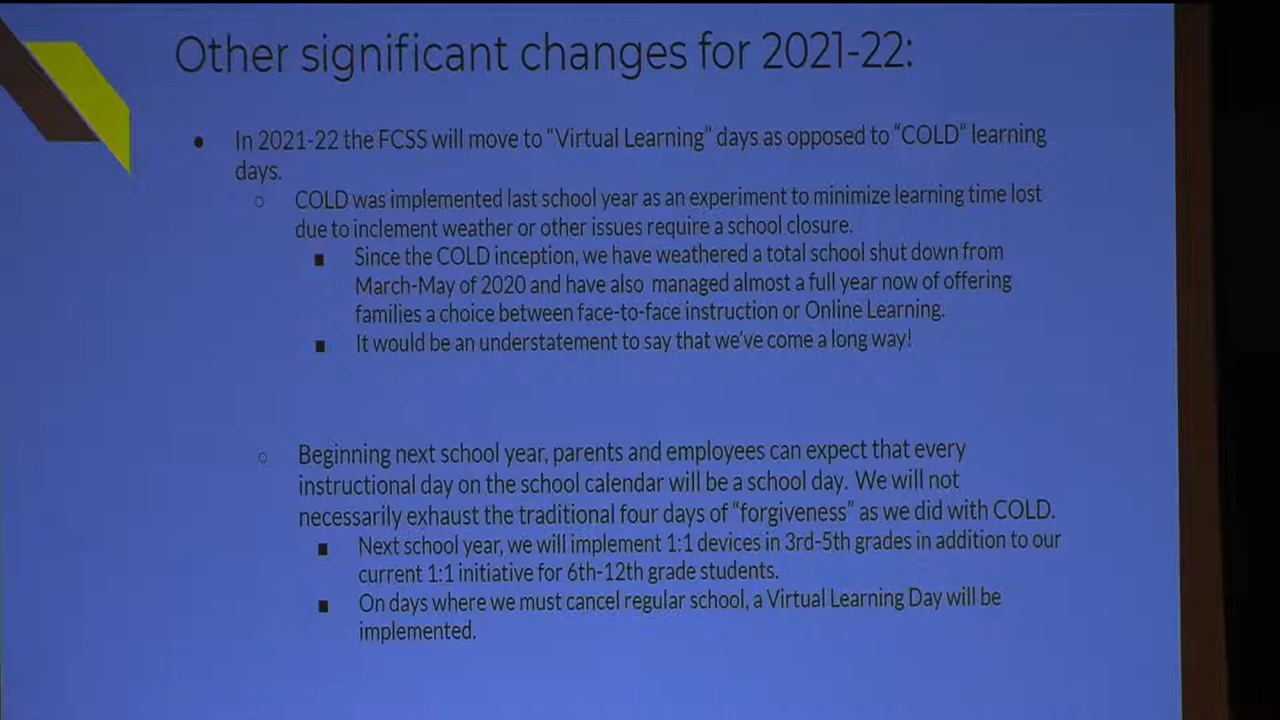 Other significant changes for 2021-22:
● In 2021-22 the FCSS will move to “Virtual Learning” days as opposed to “COLD” learning
days.
○ COLD was implemented last school year as an experiment to minimize learning time lost
due to inclement weather or other issues require a school closure.
■ Since the COLD inception, we have weathered a total school shut down from
March-May of 2020 and have also managed almost a full year now of offering
families a choice between face-to-face instruction or Online Learning.
■ It would be an understatement to say that we’ve come a long way!
○ Beginning next school year, parents and employees can expect that every
instructional day on the school calendar will be a school day. We will not
necessarily exhaust the traditional four days of “forgiveness” as we did with COLD.
■ Next school year, we will implement 1:1 devices in 3rd-5th grades in addition to our
current 1:1 initiative for 6th-12th grade students.
■ On days where we must cancel regular school, a Virtual Learning Day will be
implemented.